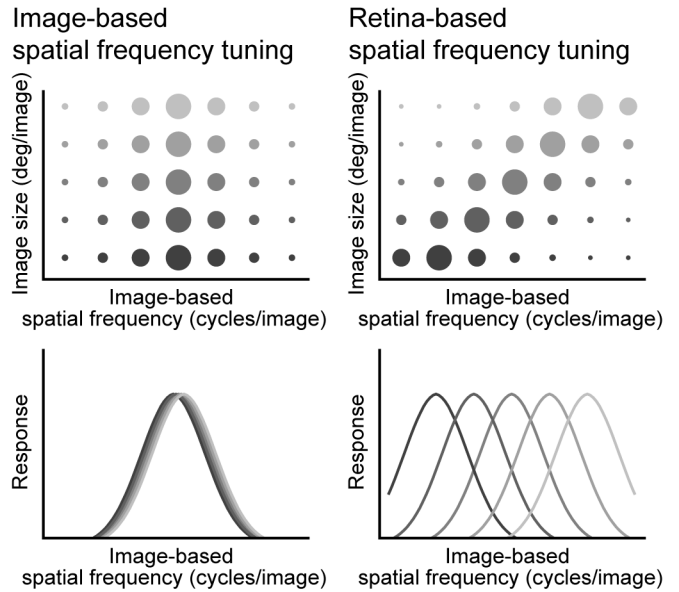 Image-based
spatial frequency tuning
Retina-based
spatial frequency tuning
Image size (deg/image)
Image-based
spatial frequency (cycles/image)
Image size (deg/image)
Image-based
spatial frequency (cycles/image)
Response
Image-based
spatial frequency (cycles/image)
Response
Image-based
spatial frequency (cycles/image)